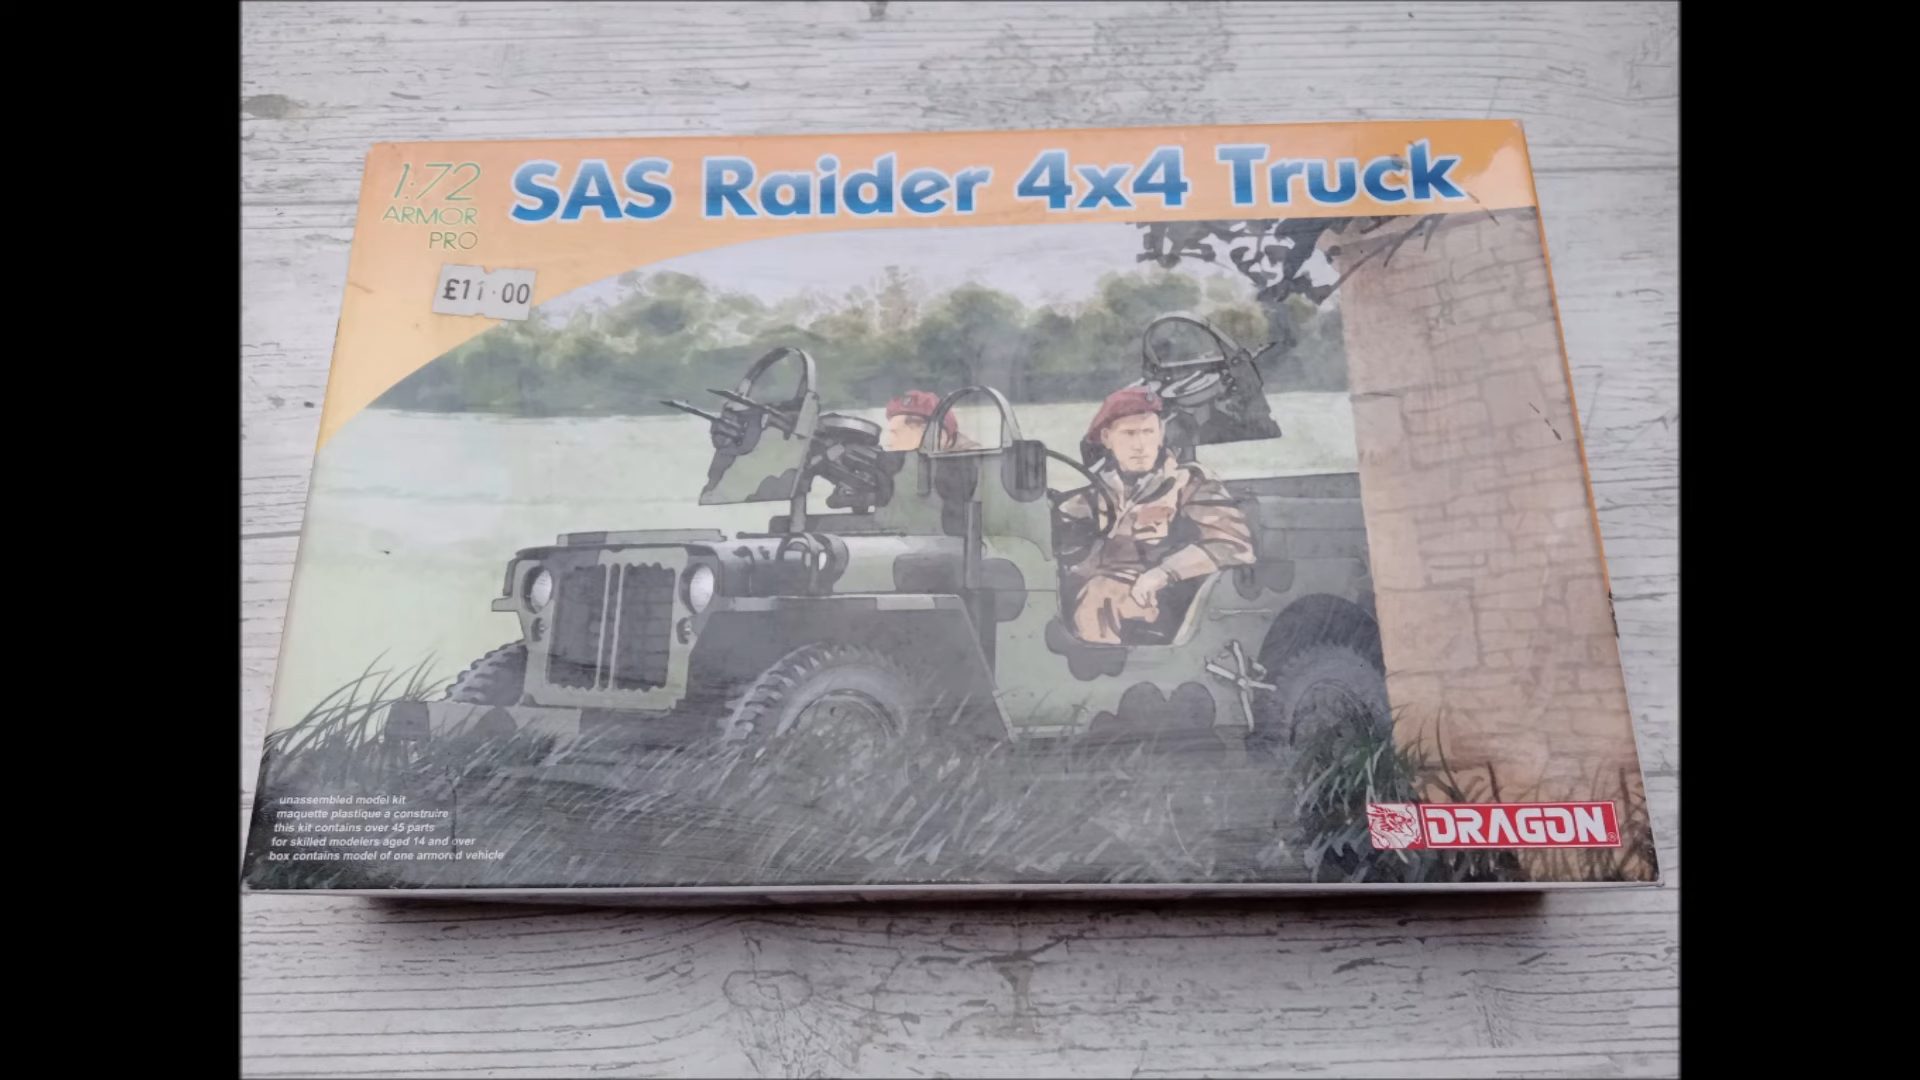 1:72
ARMOR
PRO
SAS Raider 4x4 Truck
£11.00
unassembled model kit
maquette plastique a construire
this kit contains over 45 parts
for skilled modelers aged 14 and over
box contains model of one armored vehicle
DRAGON